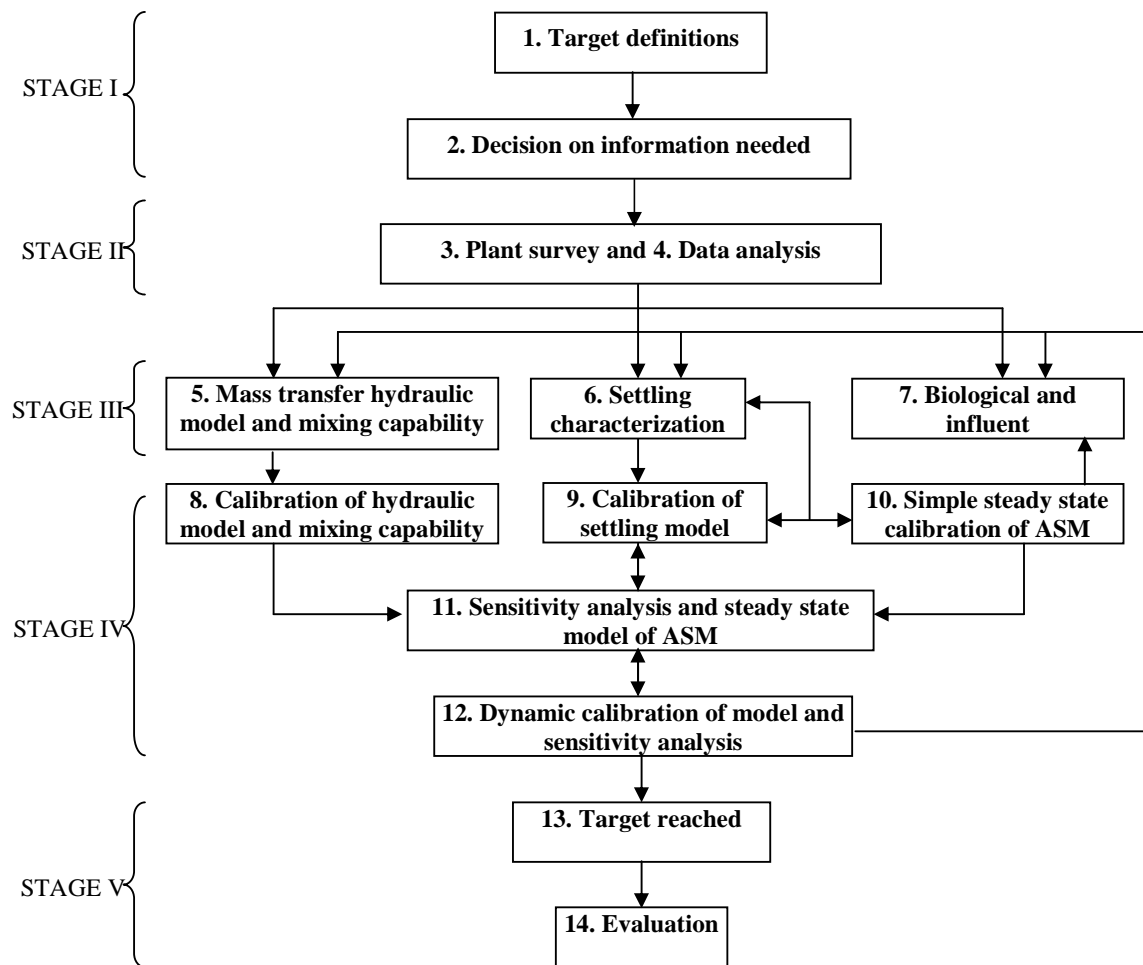 STAGE I
1. Target definitions
2. Decision on information needed
STAGE II
3. Plant survey and 4. Data analysis
STAGE III
5. Mass transfer hydraulic
model and mixing capability
6. Settling
characterization
7. Biological and
influent
STAGE IV
8. Calibration of hydraulic
model and mixing capability
9. Calibration of
settling model
10. Simple steady state
calibration of ASM
11. Sensitivity analysis and steady state
model of ASM
12. Dynamic calibration of model and
sensitivity analysis
STAGE V
13. Target reached
14. Evaluation